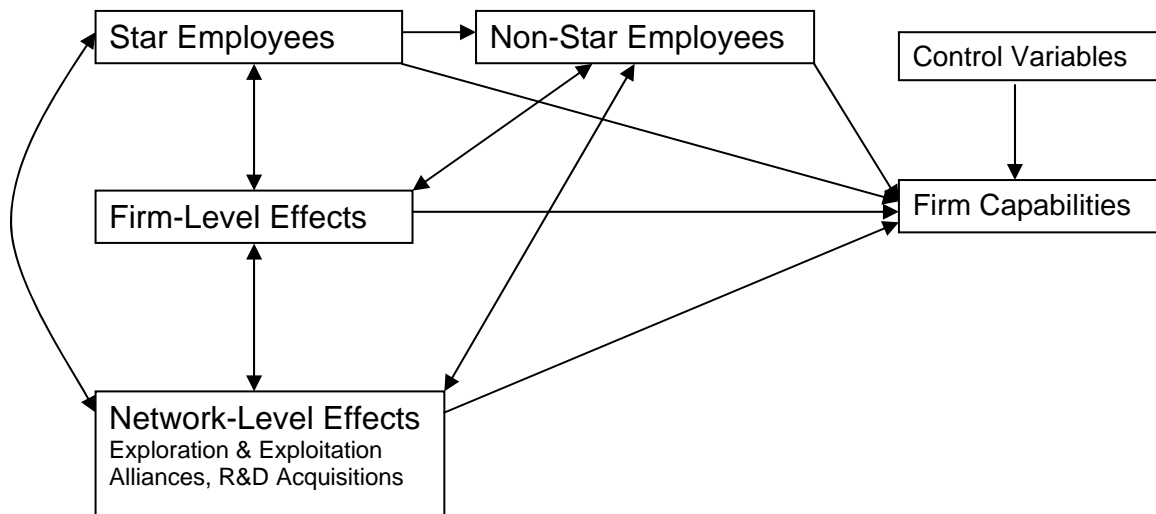 Star Employees
Non-Star Employees
Control Variables
Firm-Level Effects
Firm Capabilities
Network-Level Effects
Exploration & Exploitation
Alliances, R&D Acquisitions